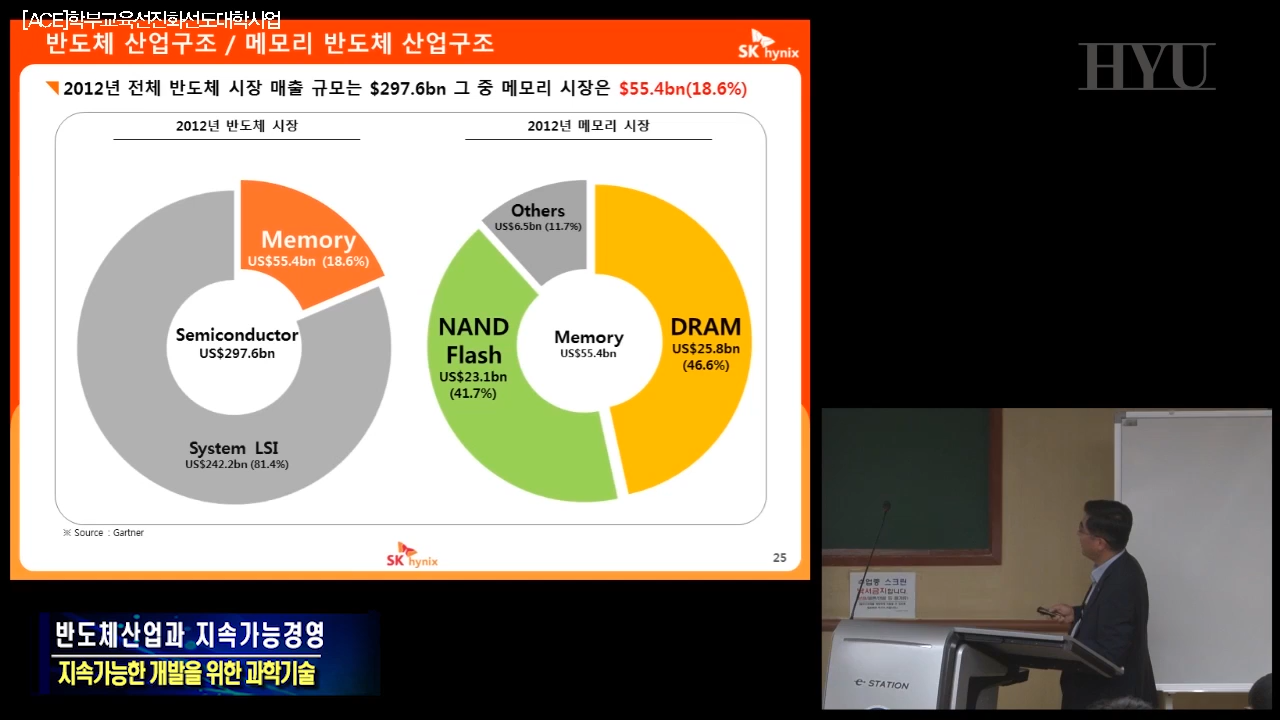 [ACE]학부교육선진화선도대학사업
반도체 산업구조 / 메모리 반도체 산업구조
SK hynix
HYU
2012년 전체 반도체 시장 매출 규모는 $297.6bn 그 중 메모리 시장은 $55.4bn(18.6%)
2012년 반도체 시장
2012년 메모리 시장
Memory
US$55.4bn (18.6%)
Semiconductor
US$297.6bn
System LSI
US$242.2bn (81.4%)
Others
US$6.5bn (11.7%)
NAND
Flash
US$23.1bn
(41.7%)
Memory
US$55.4bn
DRAM
US$25.8bn
(46.6%)
※ Source : Gartner
SK hynix
25
반도체산업과 지속가능경영
지속가능한 개발을 위한 과학기술
스크린
e-STATION